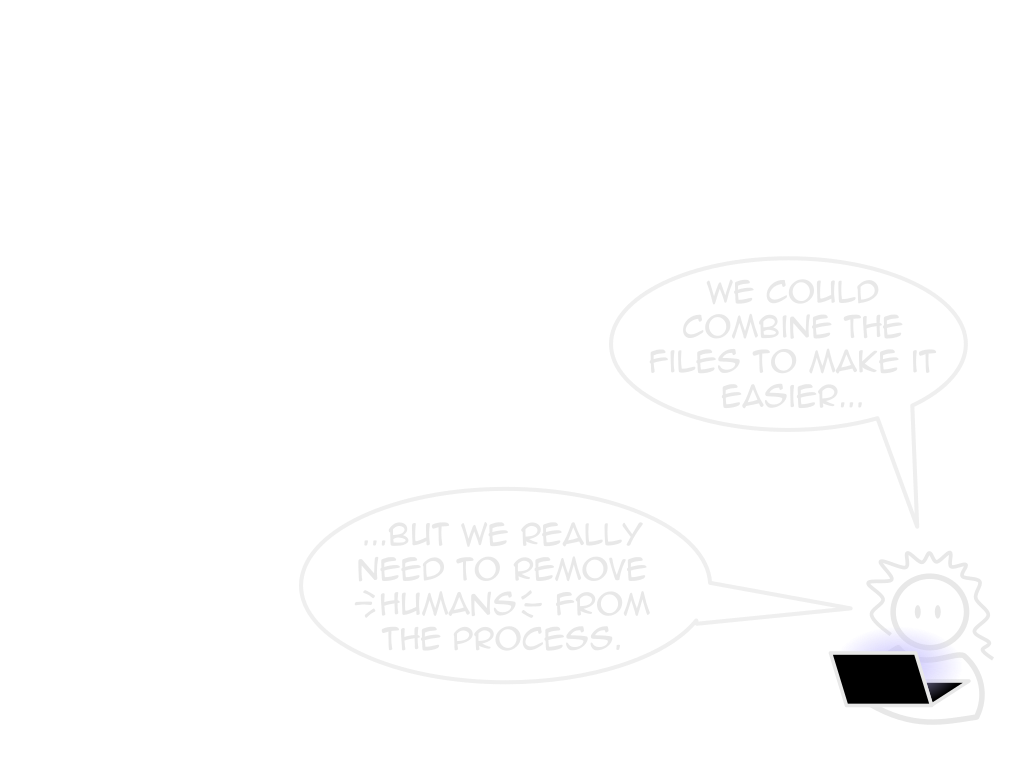 WE COULD
COMBINE THE
FILES TO MAKE IT
EASIER...
...BUT WE REALLY
NEED TO REMOVE
HUMANS FROM
THE PROCESS.